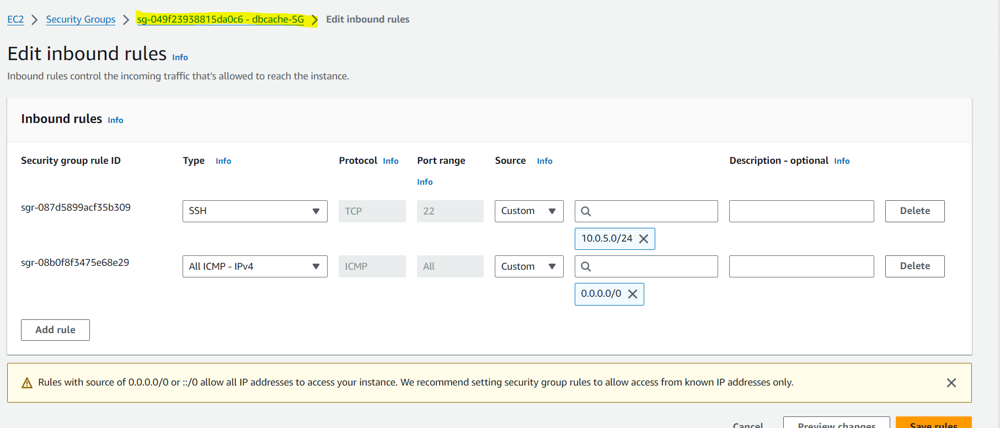 EC2 > Security Groups > sg-049f23938815da0c6 - dbcache-SG > Edit inbound rules
Edit inbound rules Info
Inbound rules control the incoming traffic that's allowed to reach the instance.
Inbound rules Info
Security group rule ID Type Info Protocol Info Port range Source Info Description - optional Info
Info
sgr-087d5899acf35b309 SSH TCP 22 Custom Delete
10.0.5.0/24
sgr-08b0f8f3475e68e29 All ICMP - IPv4 ICMP All Custom Delete
0.0.0.0/0
Add rule
Rules with source of 0.0.0.0/0 or ::/0 allow all IP addresses to access your instance. We recommend setting security group rules to allow access from known IP addresses only.
Cancel Preview changes Save rules